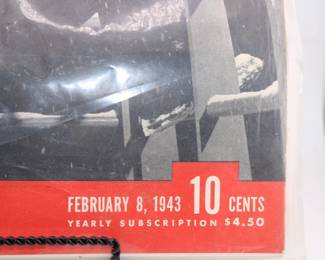 FEBRUARY 8, 1943 10 CENTS
YEARLY SUBSCRIPTION $4.50